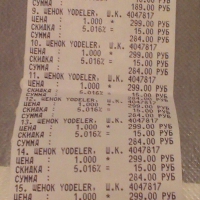 СУММА :
169.00 РУБ
9. ЩЕНОК YODELER, Ш.К. 4047817
ЦЕНА : 1.000 * 299.00 РУБ
СКИДКА : 5.016% = 15.00 РУБ
СУММА : 284.00 РУБ
10. ЩЕНОК YODELER, Ш.К. 4047817
ЦЕНА : 1.000 * 299.00 РУБ
СКИДКА : 5.016% = 15.00 РУБ
СУММА : 284.00 РУБ
11. ЩЕНОК YODELER, Ш.К. 4047817
ЦЕНА : 1.000 * 299.00 РУБ
СКИДКА : 5.016% = 15.00 РУБ
СУММА : 284.00 РУБ
12. ЩЕНОК YODELER, Ш.К. 4047817
ЦЕНА : 1.000 * 299.00 РУБ
СКИДКА : 5.016% = 15.00 РУБ
СУММА : 284.00 РУБ
13. ЩЕНОК YODELER, Ш.К. 4047817
ЦЕНА : 1.000 * 299.00 РУБ
СКИДКА : 5.016% = 15.00 РУБ
СУММА : 284.00 РУБ
14. ЩЕНОК YODELER, Ш.К. 4047817
ЦЕНА : 1.000 * 299.00 РУБ
СКИДКА : 5.016% = 15.00 РУБ
СУММА : 284.00 РУБ
15. ЩЕНОК YODELER, Ш.К. 4047817
ЦЕНА : 1.000 * 299.00 РУБ